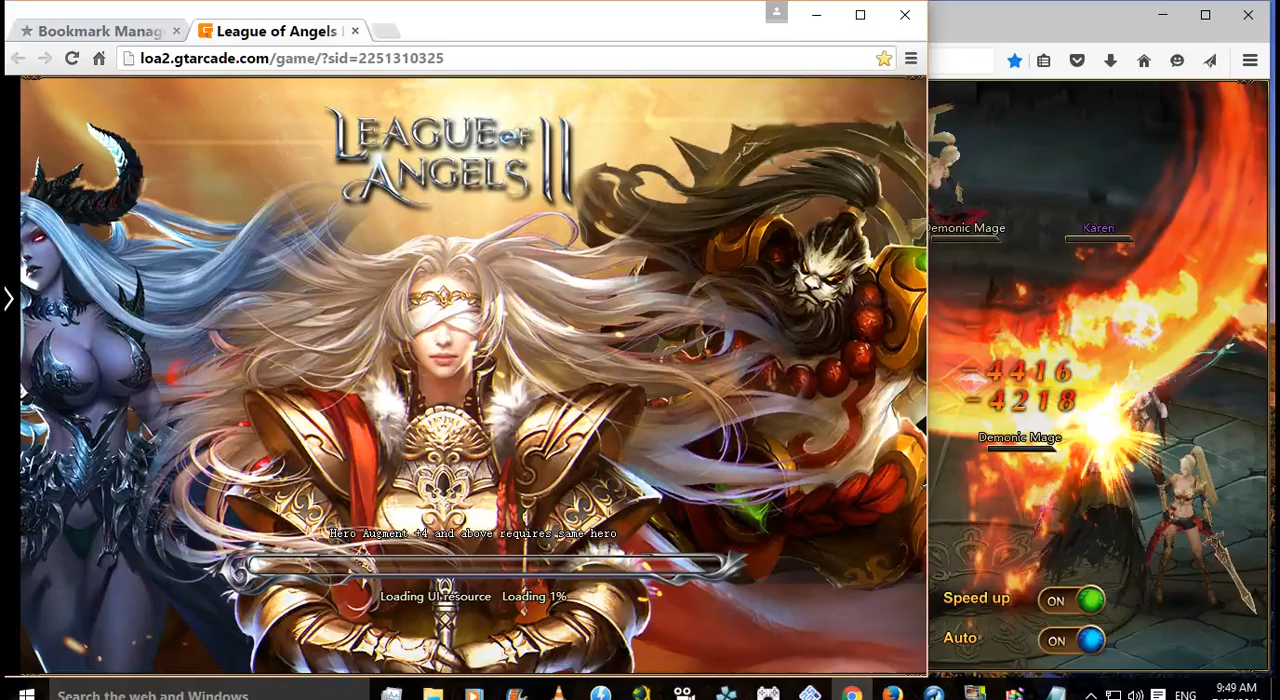 Bookmark Manag
League of Angels
loa2.gtarcade.com/game/?sid=2251310325
LEAGUE of
ANGELS II
Demonic Mage
Karen
-4416
-4218
Demonic Mage
Hero Augment +4 and above requires same hero
Loading UI resource Loading 1%
Speed up ON
Auto ON
Search the web and Windows
ENG
9:49 AM